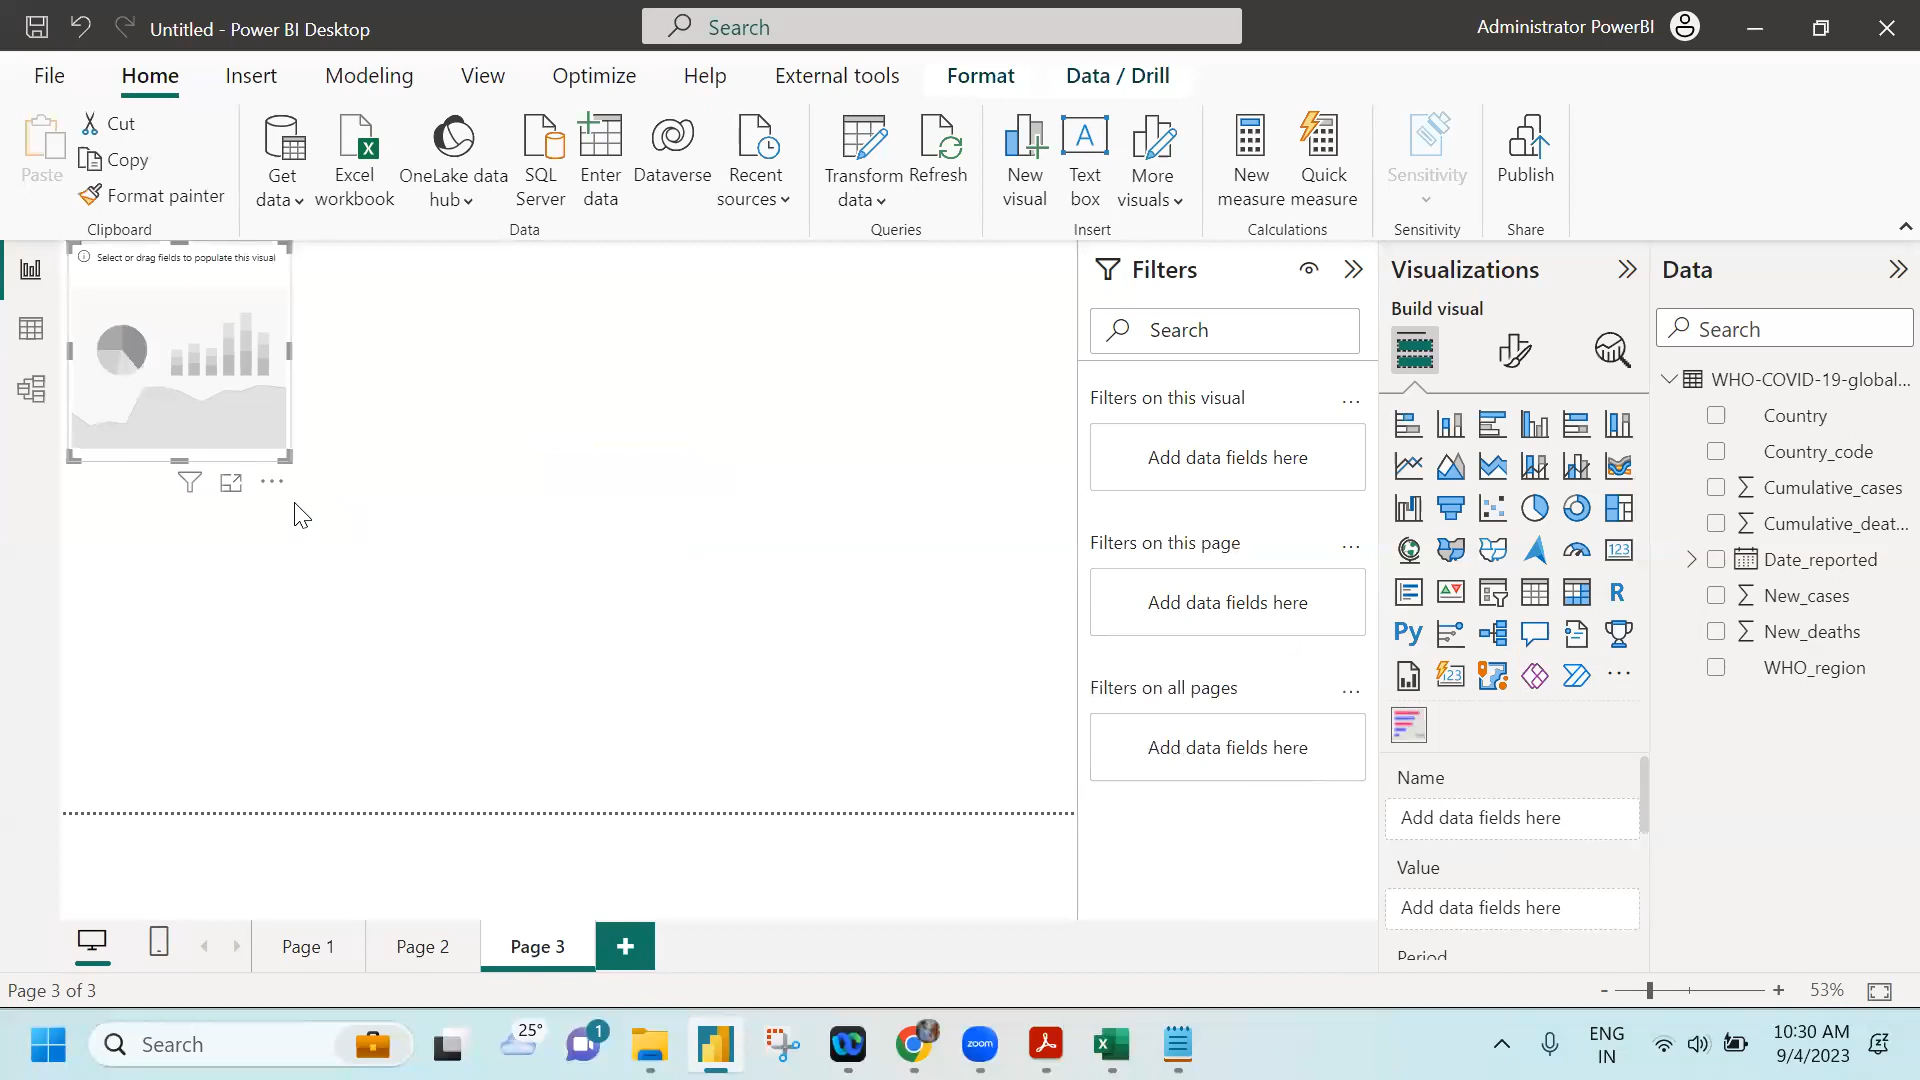 Untitled - Power BI Desktop
Search
Administrator PowerBI
File
Home
Insert
Modeling
View
Optimize
Help
External tools
Format
Data / Drill
Paste
Cut
Copy
Format painter
Clipboard
Get data
Excel workbook
OneLake data hub
SQL Server
Enter data
Dataverse
Recent sources
Data
Transform data
Refresh
Queries
New visual
A
Text box
More visuals
Insert
New measure
Quick measure
Calculations
Sensitivity
Sensitivity
Publish
Share
Select or drag fields to populate this visual
Filters
Search
Filters on this visual
...
Add data fields here
Filters on this page
...
Add data fields here
Filters on all pages
...
Add data fields here
Visualizations
Build visual
123
R
Py
123
...
Name
Add data fields here
Value
Add data fields here
Period
Data
Search
WHO-COVID-19-global...
Country
Country_code
Σ Cumulative_cases
Σ Cumulative_deat...
Date_reported
Σ New_cases
Σ New_deaths
WHO_region
Page 1
Page 2
Page 3
+
Page 3 of 3
- + 53%
Search
25°
1
zoom
X
ENG
IN
10:30 AM
9/4/2023